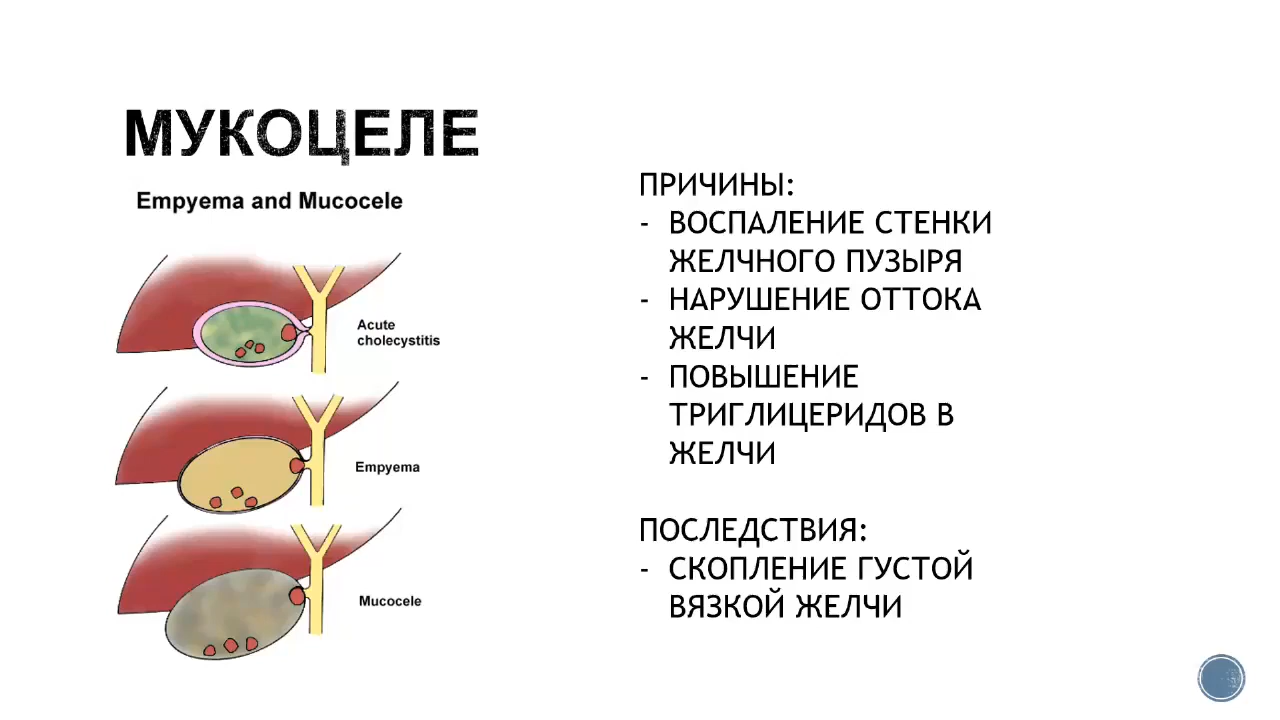 МУКОЦЕЛЕ
Empyema and Mucocele
Acute
cholecystitis
Empyema
Mucocele
ПРИЧИНЫ:
- ВОСПАЛЕНИЕ СТЕНКИ
ЖЕЛЧНОГО ПУЗЫРЯ
- НАРУШЕНИЕ ОТТОКА
ЖЕЛЧИ
- ПОВЫШЕНИЕ
ТРИГЛИЦЕРИДОВ В
ЖЕЛЧИ
ПОСЛЕДСТВИЯ:
- СКОПЛЕНИЕ ГУСТОЙ
ВЯЗКОЙ ЖЕЛЧИ